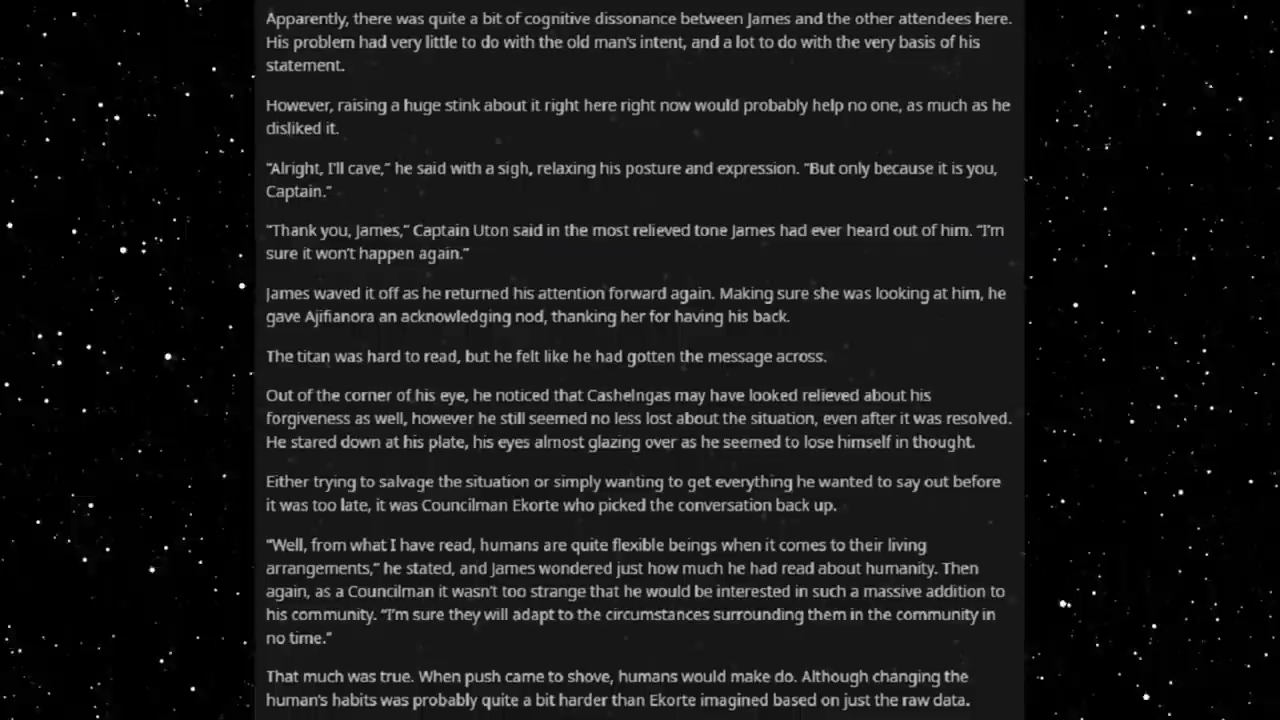 Apparently, there was quite a bit of cognitive dissonance between James and the other attendees here.
His problem had very little to do with the old man's intent, and a lot to do with the very basis of his
statement.
However, raising a huge stink about it right here right now would probably help no one, as much as he
disliked it.
“Alright, I’ll cave,” he said with a sigh, relaxing his posture and expression. “But only because it is you,
Captain.”
“Thank you, James,” Captain Uton said in the most relieved tone James had ever heard out of him. “I’m
sure it won’t happen again.”
James waved it off as he returned his attention forward again. Making sure she was looking at him, he
gave Ajifianora an acknowledging nod, thanking her for having his back.
The titan was hard to read, but he felt like he had gotten the message across.
Out of the corner of his eye, he noticed that Cashelngas may have looked relieved about his
forgiveness as well, however he still seemed no less lost about the situation, even after it was resolved.
He stared down at his plate, his eyes almost glazing over as he seemed to lose himself in thought.
Either trying to salvage the situation or simply wanting to get everything he wanted to say out before
it was too late, it was Councilman Ekorte who picked the conversation back up.
“Well, from what I have read, humans are quite flexible beings when it comes to their living
arrangements,” he stated, and James wondered just how much he had read about humanity. Then
again, as a Councilman it wasn’t too strange that he would be interested in such a massive addition to
his community. “I’m sure they will adapt to the circumstances surrounding them in the community in
no time.”
That much was true. When push came to shove, humans would make do. Although changing the
human’s habits was probably quite a bit harder than Ekorte imagined based on just the raw data.